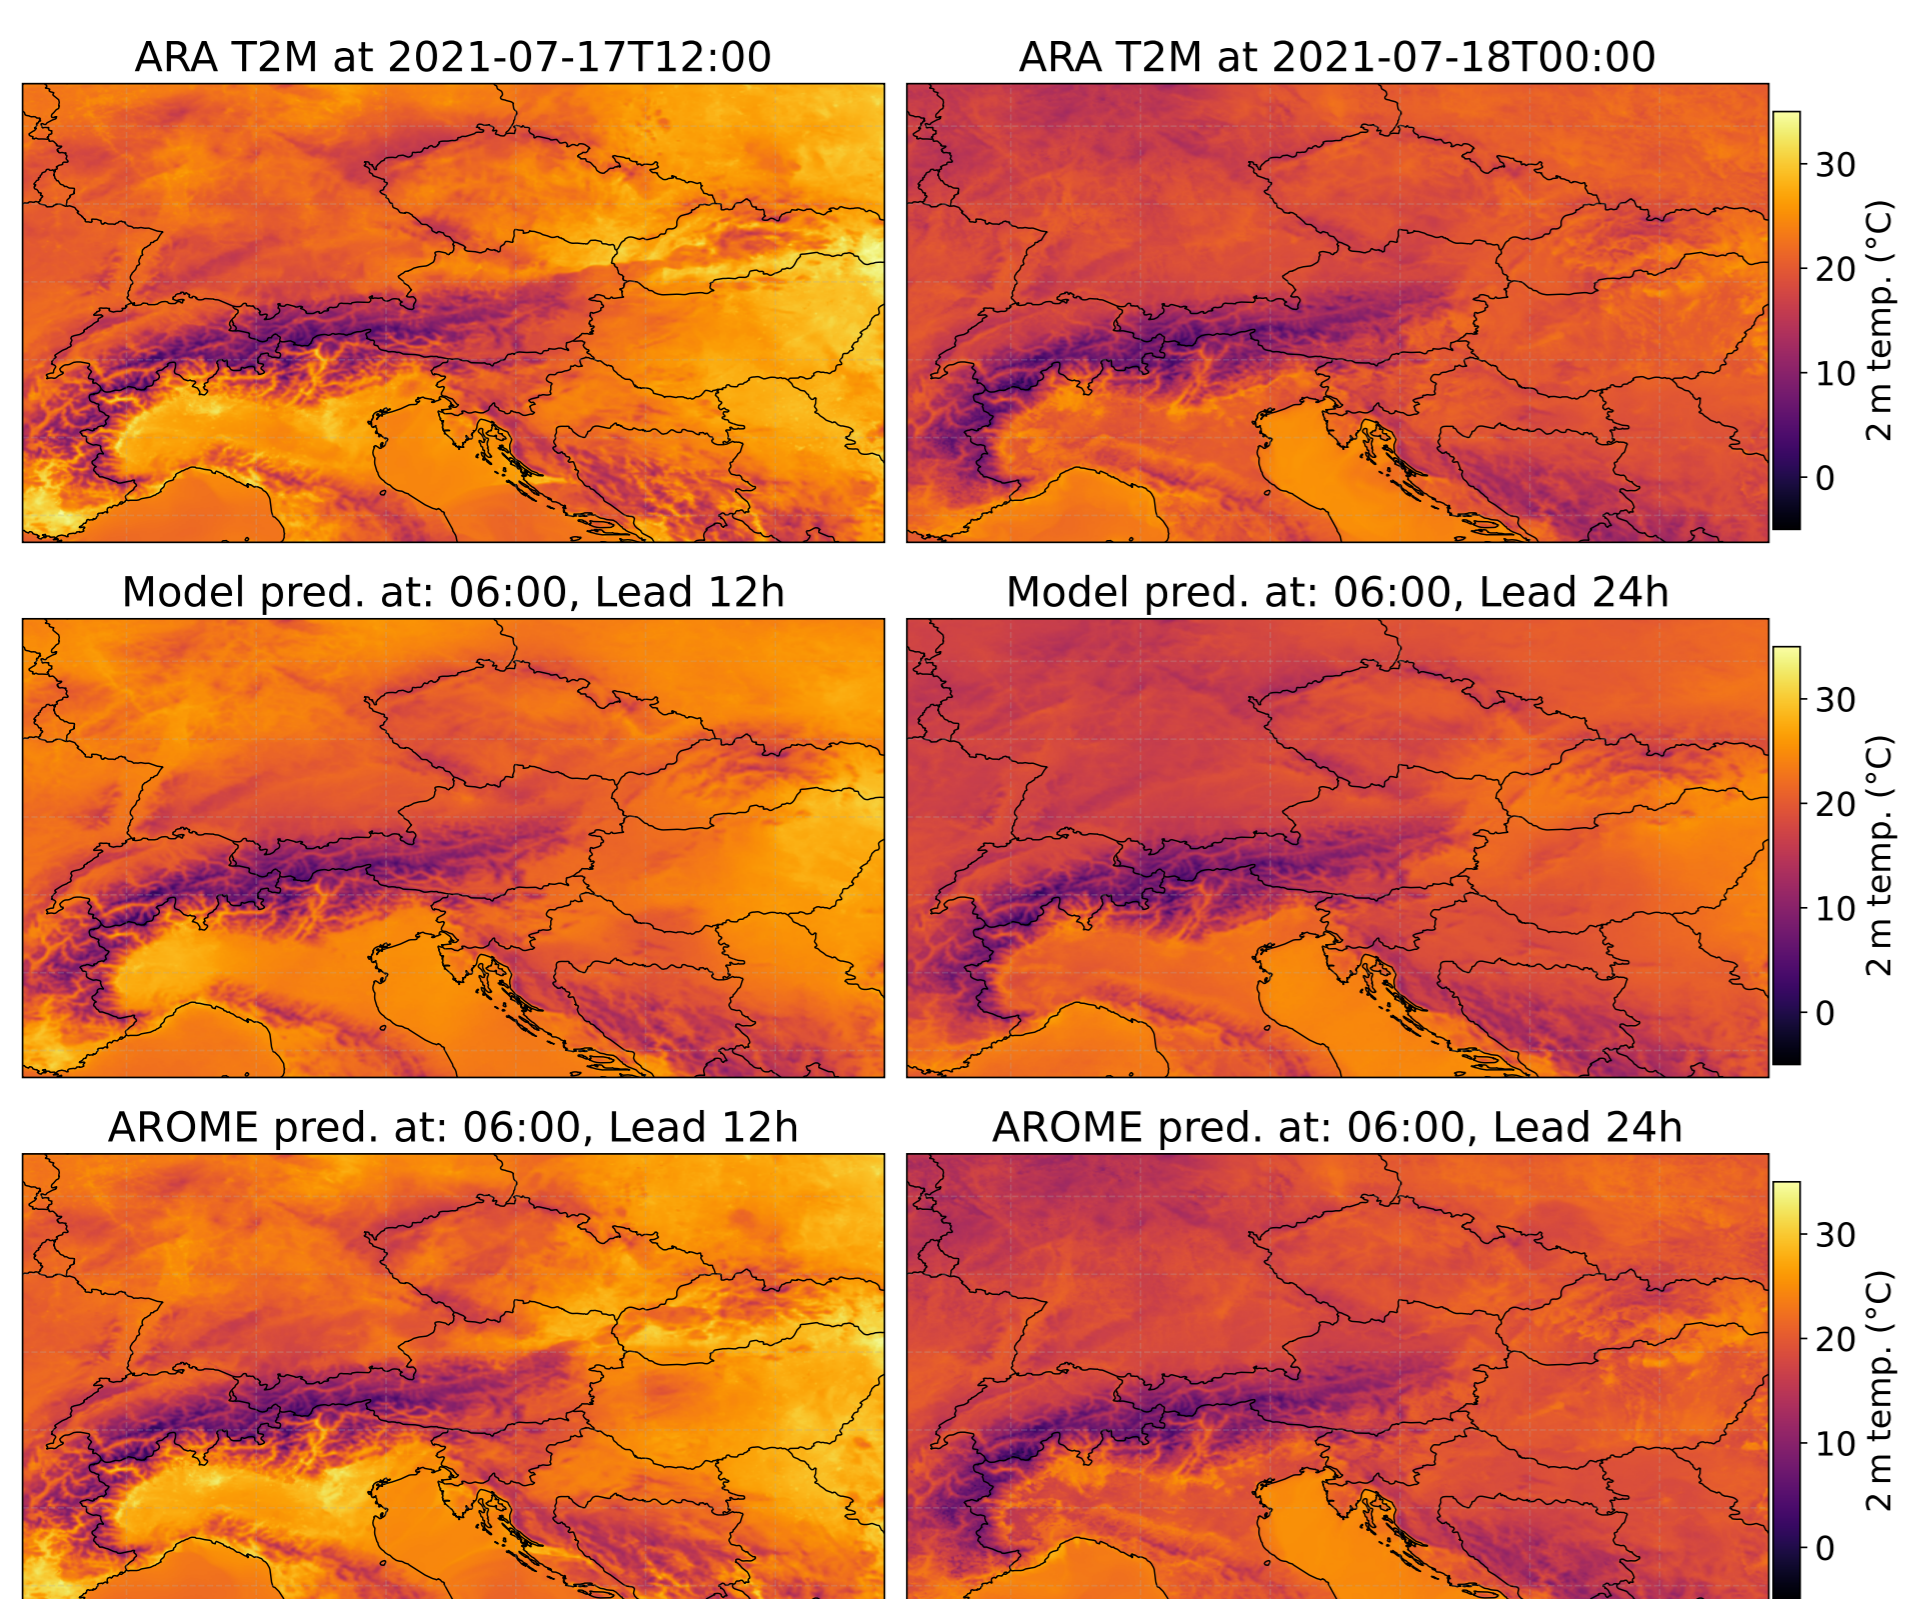 ARA T2M at 2021-07-17T12:00
ARA T2M at 2021-07-18T00:00
30
20
10
0
2 m temp. (°C)
Model pred. at: 06:00, Lead 12h
Model pred. at: 06:00, Lead 24h
30
20
10
0
2 m temp. (°C)
AROME pred. at: 06:00, Lead 12h
AROME pred. at: 06:00, Lead 24h
30
20
10
0
2 m temp. (°C)